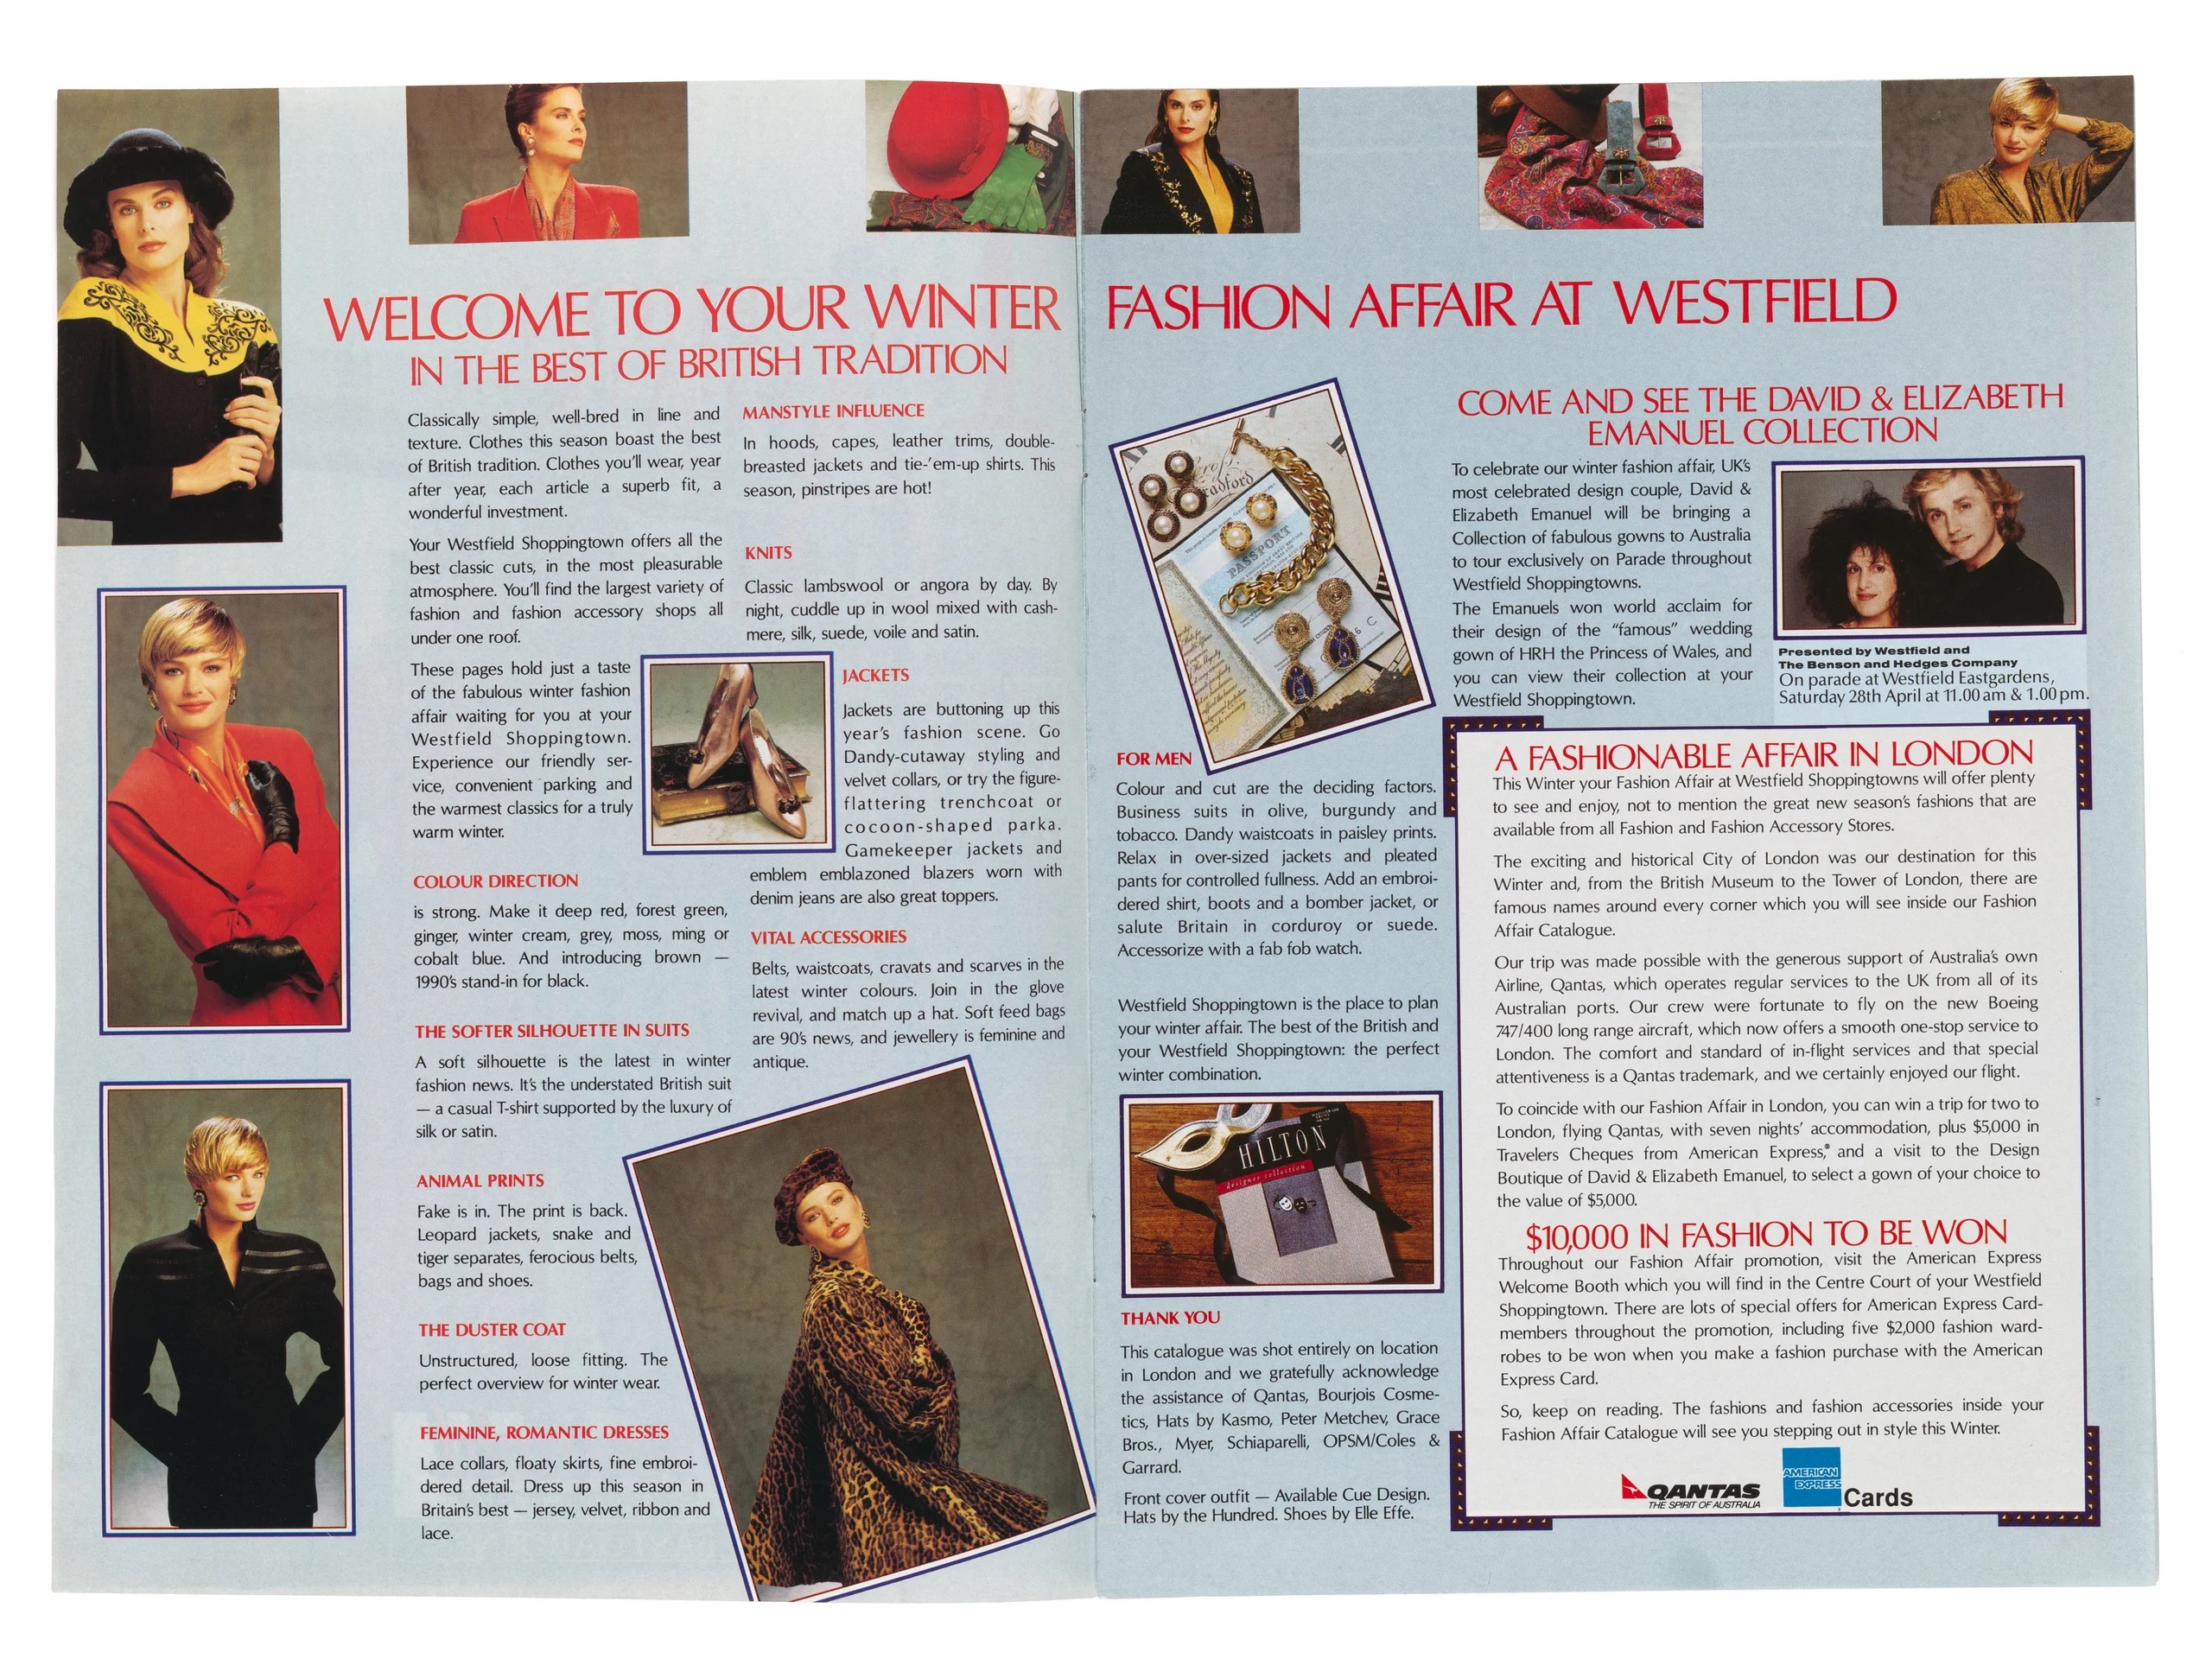 WELCOME TO YOUR WINTER FASHION AFFAIR AT WESTFIELD
IN THE BEST OF BRITISH TRADITION
Classically simple, well-bred in line and
texture. Clothes this season boast the best
of British tradition. Clothes you'll wear, year
after year, each article a superb fit, a
wonderful investment.
Your Westfield Shoppingtown offers all the
best classic cuts, in the most pleasurable
atmosphere. You'll find the largest variety of
fashion and fashion accessory shops all
under one roof.
These pages hold just a taste
of the fabulous winter fashion
affair waiting for you at your
Westfield Shoppingtown.
Experience our friendly ser-
vice, convenient parking and
the warmest classics for a truly
warm winter.
COLOUR DIRECTION
is strong. Make it deep red, forest green,
ginger, winter cream, grey, moss, ming or
cobalt blue. And introducing brown —
1990's stand-in for black.
THE SOFTER SILHOUETTE IN SUITS
A soft silhouette is the latest in winter
fashion news. It's the understated British suit
— a casual T-shirt supported by the luxury of
silk or satin.
ANIMAL PRINTS
Fake is in. The print is back.
Leopard jackets, snake and
tiger separates, ferocious belts,
bags and shoes.
THE DUSTER COAT
Unstructured, loose fitting. The
perfect overview for winter wear.
FEMININE, ROMANTIC DRESSES
Lace collars, floaty skirts, fine embroi-
dered detail. Dress up this season in
Britain's best — jersey, velvet, ribbon and
lace.
MANSTYLE INFLUENCE
In hoods, capes, leather trims, double-
breasted jackets and tie-'em-up shirts. This
season, pinstripes are hot!
KNITS
Classic lambswool or angora by day. By
night, cuddle up in wool mixed with cash-
mere, silk, suede, voile and satin.
JACKETS
Jackets are buttoning up this
year's fashion scene. Go
Dandy-cutaway styling and
velvet collars, or try the figure-
flattering trenchcoat or
cocoon-shaped parka.
Gamekeeper jackets and
emblem emblazoned blazers worn with
denim jeans are also great toppers.
VITAL ACCESSORIES
Belts, waistcoats, cravats and scarves in the
latest winter colours. Join in the glove
revival, and match up a hat. Soft feed bags
are 90's news, and jewellery is feminine and
antique.
PASSPORT
FOR MEN
Colour and cut are the deciding factors.
Business suits in olive, burgundy and
tobacco. Dandy waistcoats in paisley prints.
Relax in over-sized jackets and pleated
pants for controlled fullness. Add an embroi-
dered shirt, boots and a bomber jacket, or
salute Britain in corduroy or suede.
Accessorize with a fab fob watch.
Westfield Shoppingtown is the place to plan
your winter affair. The best of the British and
your Westfield Shoppingtown: the perfect
winter combination.
HILTON
designer collection
THANK YOU
This catalogue was shot entirely on location
in London and we gratefully acknowledge
the assistance of Qantas, Bourjois Cosme-
tics, Hats by Kasmo, Peter Metchev, Grace
Bros., Myer, Schiaparelli, OPSM/Coles &
Garrard.
Front cover outfit — Available Cue Design.
Hats by the Hundred. Shoes by Elle Effe.
COME AND SEE THE DAVID & ELIZABETH
EMANUEL COLLECTION
To celebrate our winter fashion affair, UK's
most celebrated design couple, David &
Elizabeth Emanuel will be bringing a
Collection of fabulous gowns to Australia
to tour exclusively on Parade throughout
Westfield Shoppingtowns.
The Emanuels won world acclaim for
their design of the "famous" wedding
gown of HRH the Princess of Wales, and
you can view their collection at your
Westfield Shoppingtown.
Presented by Westfield and
The Benson and Hedges Company
On parade at Westfield Eastgardens,
Saturday 28th April at 11.00 am & 1.00 pm.
A FASHIONABLE AFFAIR IN LONDON
This Winter your Fashion Affair at Westfield Shoppingtowns will offer plenty
to see and enjoy, not to mention the great new season's fashions that are
available from all Fashion and Fashion Accessory Stores.
The exciting and historical City of London was our destination for this
Winter and, from the British Museum to the Tower of London, there are
famous names around every corner which you will see inside our Fashion
Affair Catalogue.
Our trip was made possible with the generous support of Australia's own
Airline, Qantas, which operates regular services to the UK from all of its
Australian ports. Our crew were fortunate to fly on the new Boeing
747/400 long range aircraft, which now offers a smooth one-stop service to
London. The comfort and standard of in-flight services and that special
attentiveness is a Qantas trademark, and we certainly enjoyed our flight.
To coincide with our Fashion Affair in London, you can win a trip for two to
London, flying Qantas, with seven nights' accommodation, plus $5,000 in
Travelers Cheques from American Express,® and a visit to the Design
Boutique of David & Elizabeth Emanuel, to select a gown of your choice to
the value of $5,000.
$10,000 IN FASHION TO BE WON
Throughout our Fashion Affair promotion, visit the American Express
Welcome Booth which you will find in the Centre Court of your Westfield
Shoppingtown. There are lots of special offers for American Express Card-
members throughout the promotion, including five $2,000 fashion ward-
robes to be won when you make a fashion purchase with the American
Express Card.
So, keep on reading. The fashions and fashion accessories inside your
Fashion Affair Catalogue will see you stepping out in style this Winter.
QANTAS
THE SPIRIT OF AUSTRALIA
AMERICAN
EXPRESS
Cards